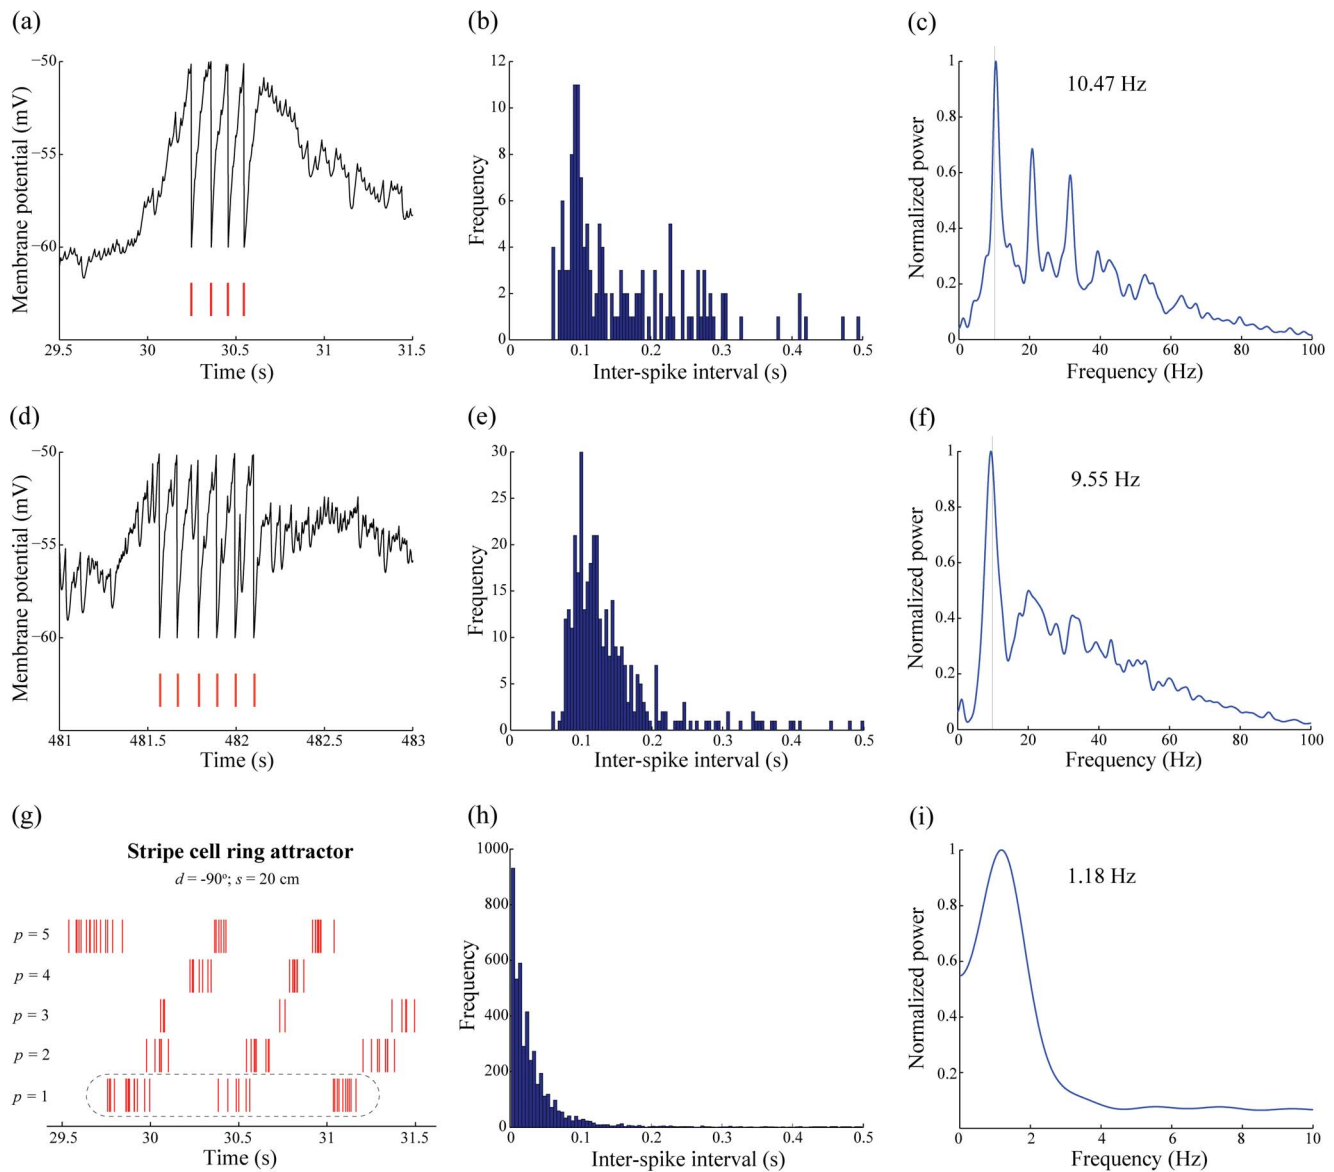 (a)
−50
−55
−60
Membrane potential (mV)
29.5 30 30.5 31 31.5
Time (s)
(b)
12
10
8
6
4
2
0
Frequency
0 0.1 0.2 0.3 0.4 0.5
Inter-spike interval (s)
(c)
10.47 Hz
1
0.8
0.6
0.4
0.2
0
Normalized power
0 20 40 60 80 100
Frequency (Hz)
(d)
−50
−55
−60
Membrane potential (mV)
481 481.5 482 482.5 483
Time (s)
(e)
30
25
20
15
10
5
0
Frequency
0 0.1 0.2 0.3 0.4 0.5
Inter-spike interval (s)
(f)
9.55 Hz
1
0.8
0.6
0.4
0.2
0
Normalized power
0 20 40 60 80 100
Frequency (Hz)
(g)
Stripe cell ring attractor
d = -90º; s = 20 cm
p = 5
p = 4
p = 3
p = 2
p = 1
29.5 30 30.5 31 31.5
Time (s)
(h)
1000
800
600
400
200
0
Frequency
0 0.1 0.2 0.3 0.4 0.5
Inter-spike interval (s)
(i)
1.18 Hz
1
0.8
0.6
0.4
0.2
Normalized power
0 2 4 6 8 10
Frequency (Hz)